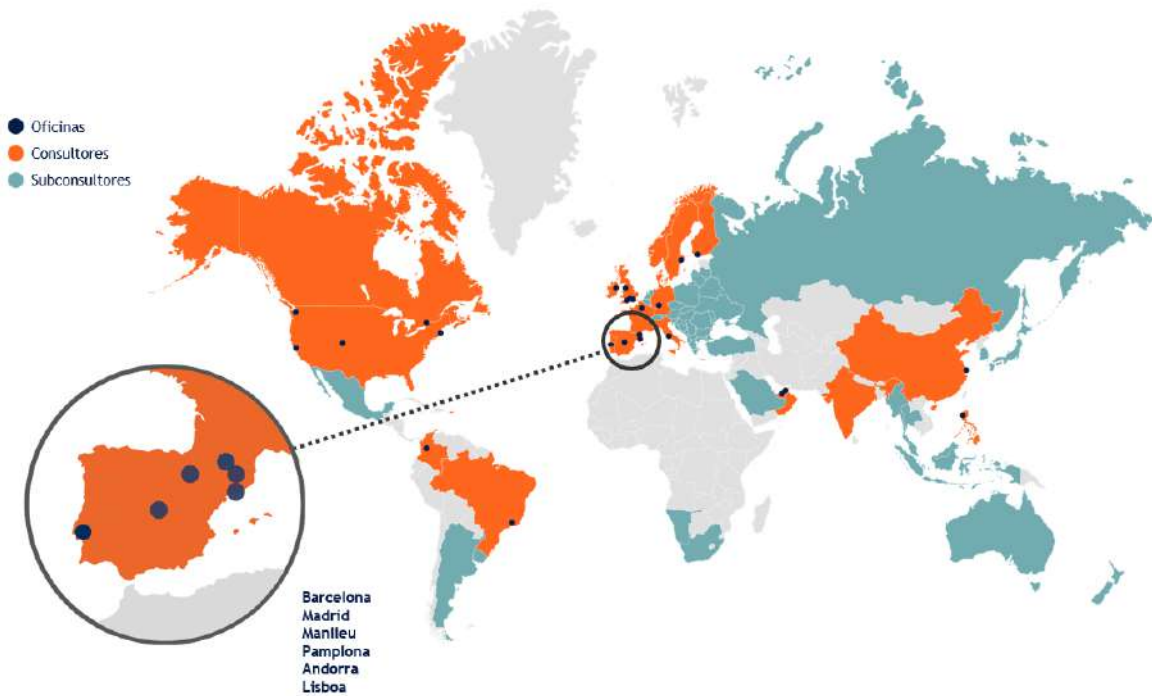 Oficinas
Consultores
Subconsultores
Barcelona
Madrid
Manlleu
Pamplona
Andorra
Lisboa